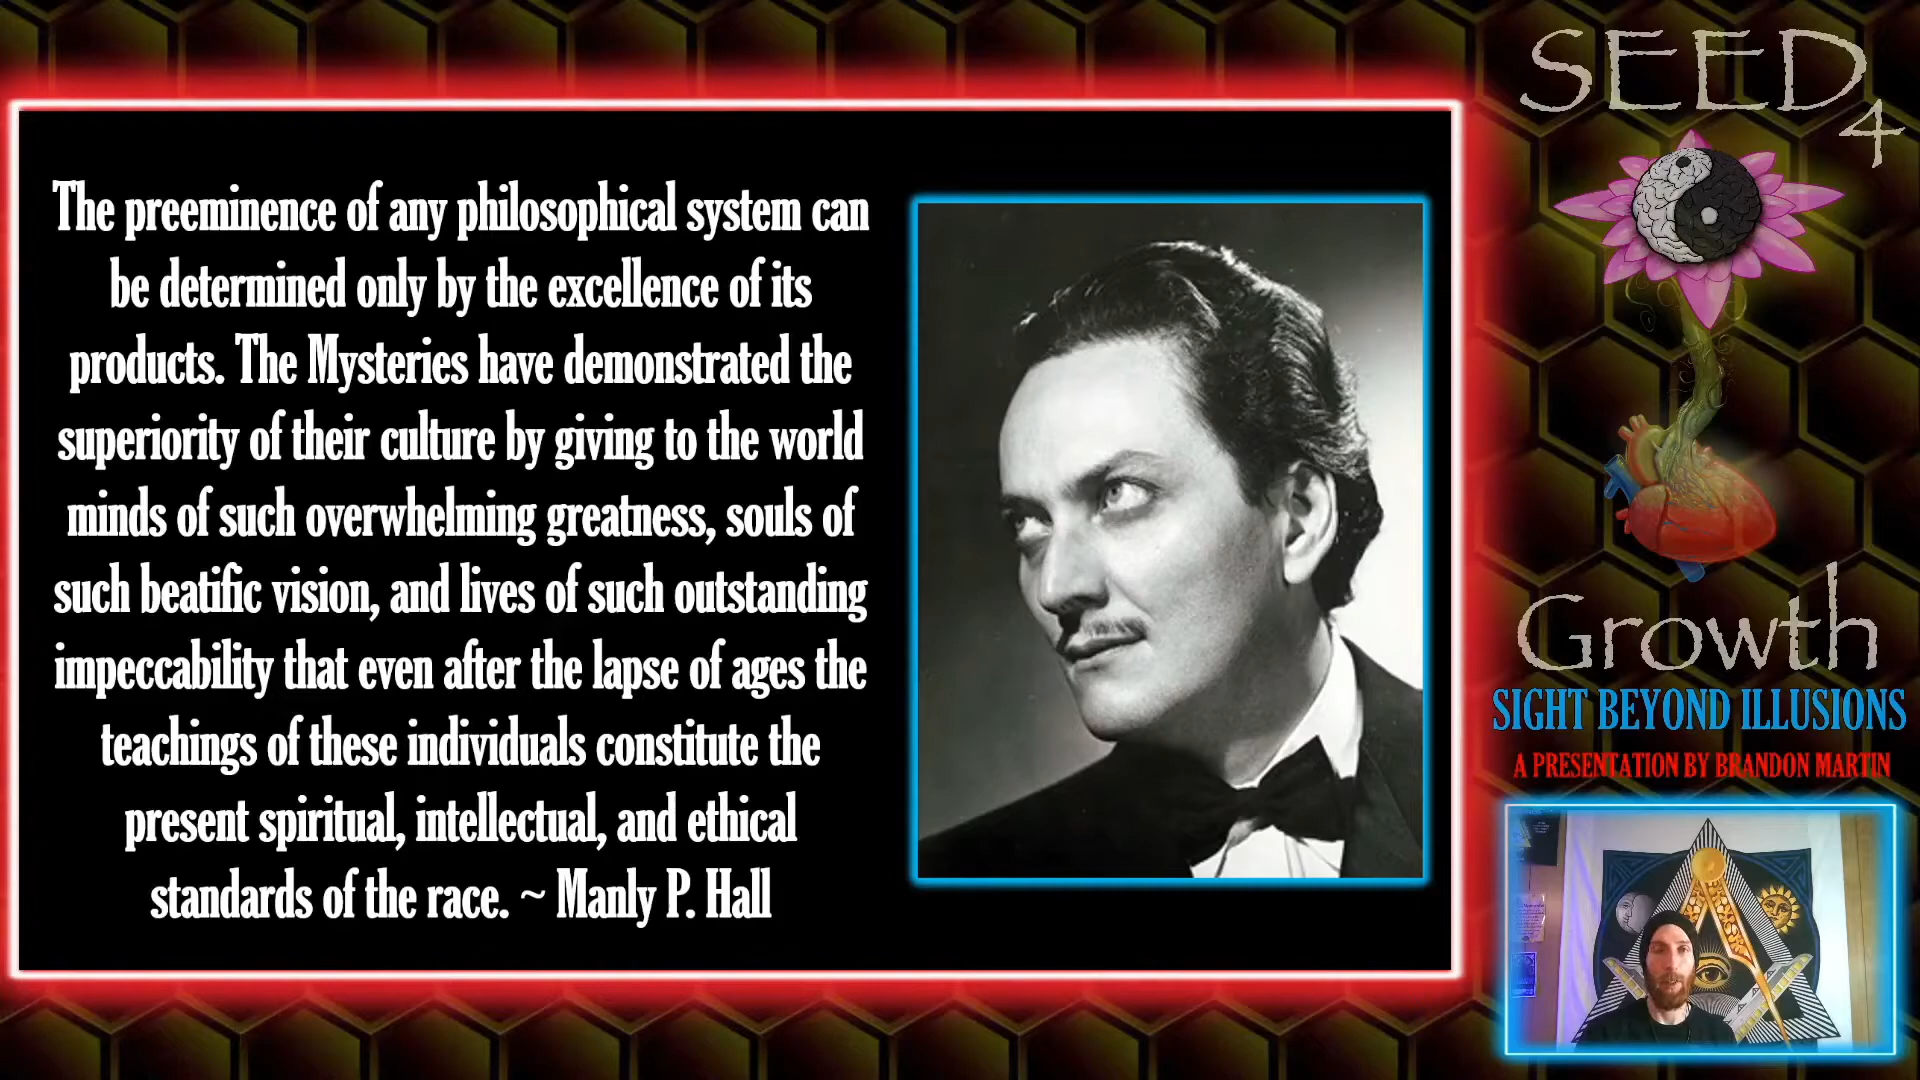 The preeminence of any philosophical system can
be determined only by the excellence of its
products. The Mysteries have demonstrated the
superiority of their culture by giving to the world
minds of such overwhelming greatness, souls of
such beatific vision, and lives of such outstanding
impeccability that even after the lapse of ages the
teachings of these individuals constitute the
present spiritual, intellectual, and ethical
standards of the race. ~ Manly P. Hall
SEED
4
Growth
SIGHT BEYOND ILLUSIONS
A PRESENTATION BY BRANDON MARTIN